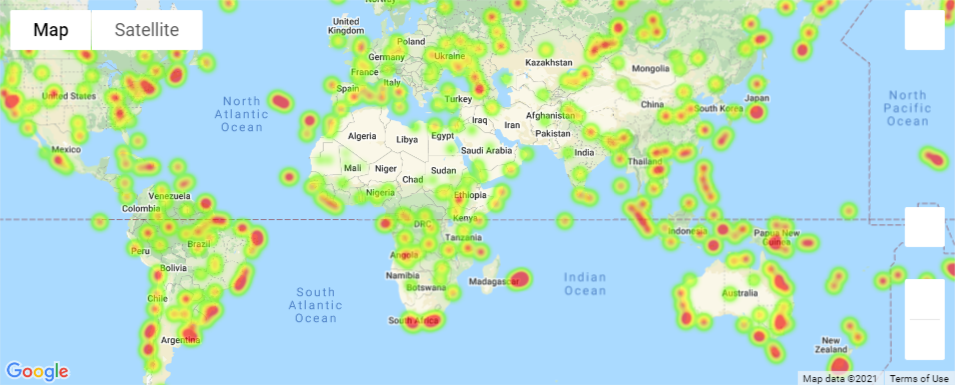 Map
Satellite
United
Kingdom
Poland
Germany
Ukraine
Kazakhstan
Mongolia
France
Italy
Spain
Turkey
United States
North
Atlantic
Ocean
China
South Korea
Japan
North
Pacific
Ocean
Iraq
Iran
Afghanistan
Pakistan
Algeria
Libya
Egypt
Mexico
Saudi Arabia
India
Thailand
Mali
Niger
Chad
Sudan
Nigeria
Ethiopia
Venezuela
Colombia
DRC
Kenya
Indonesia
Papua New
Guinea
Tanzania
Brazil
Peru
Angola
Bolivia
Namibia
Botswana
Madagascar
Indian
Ocean
Australia
South
Atlantic
Ocean
Chile
South Africa
Argentina
New
Zealand
Google
Map data ©2021
Terms of Use